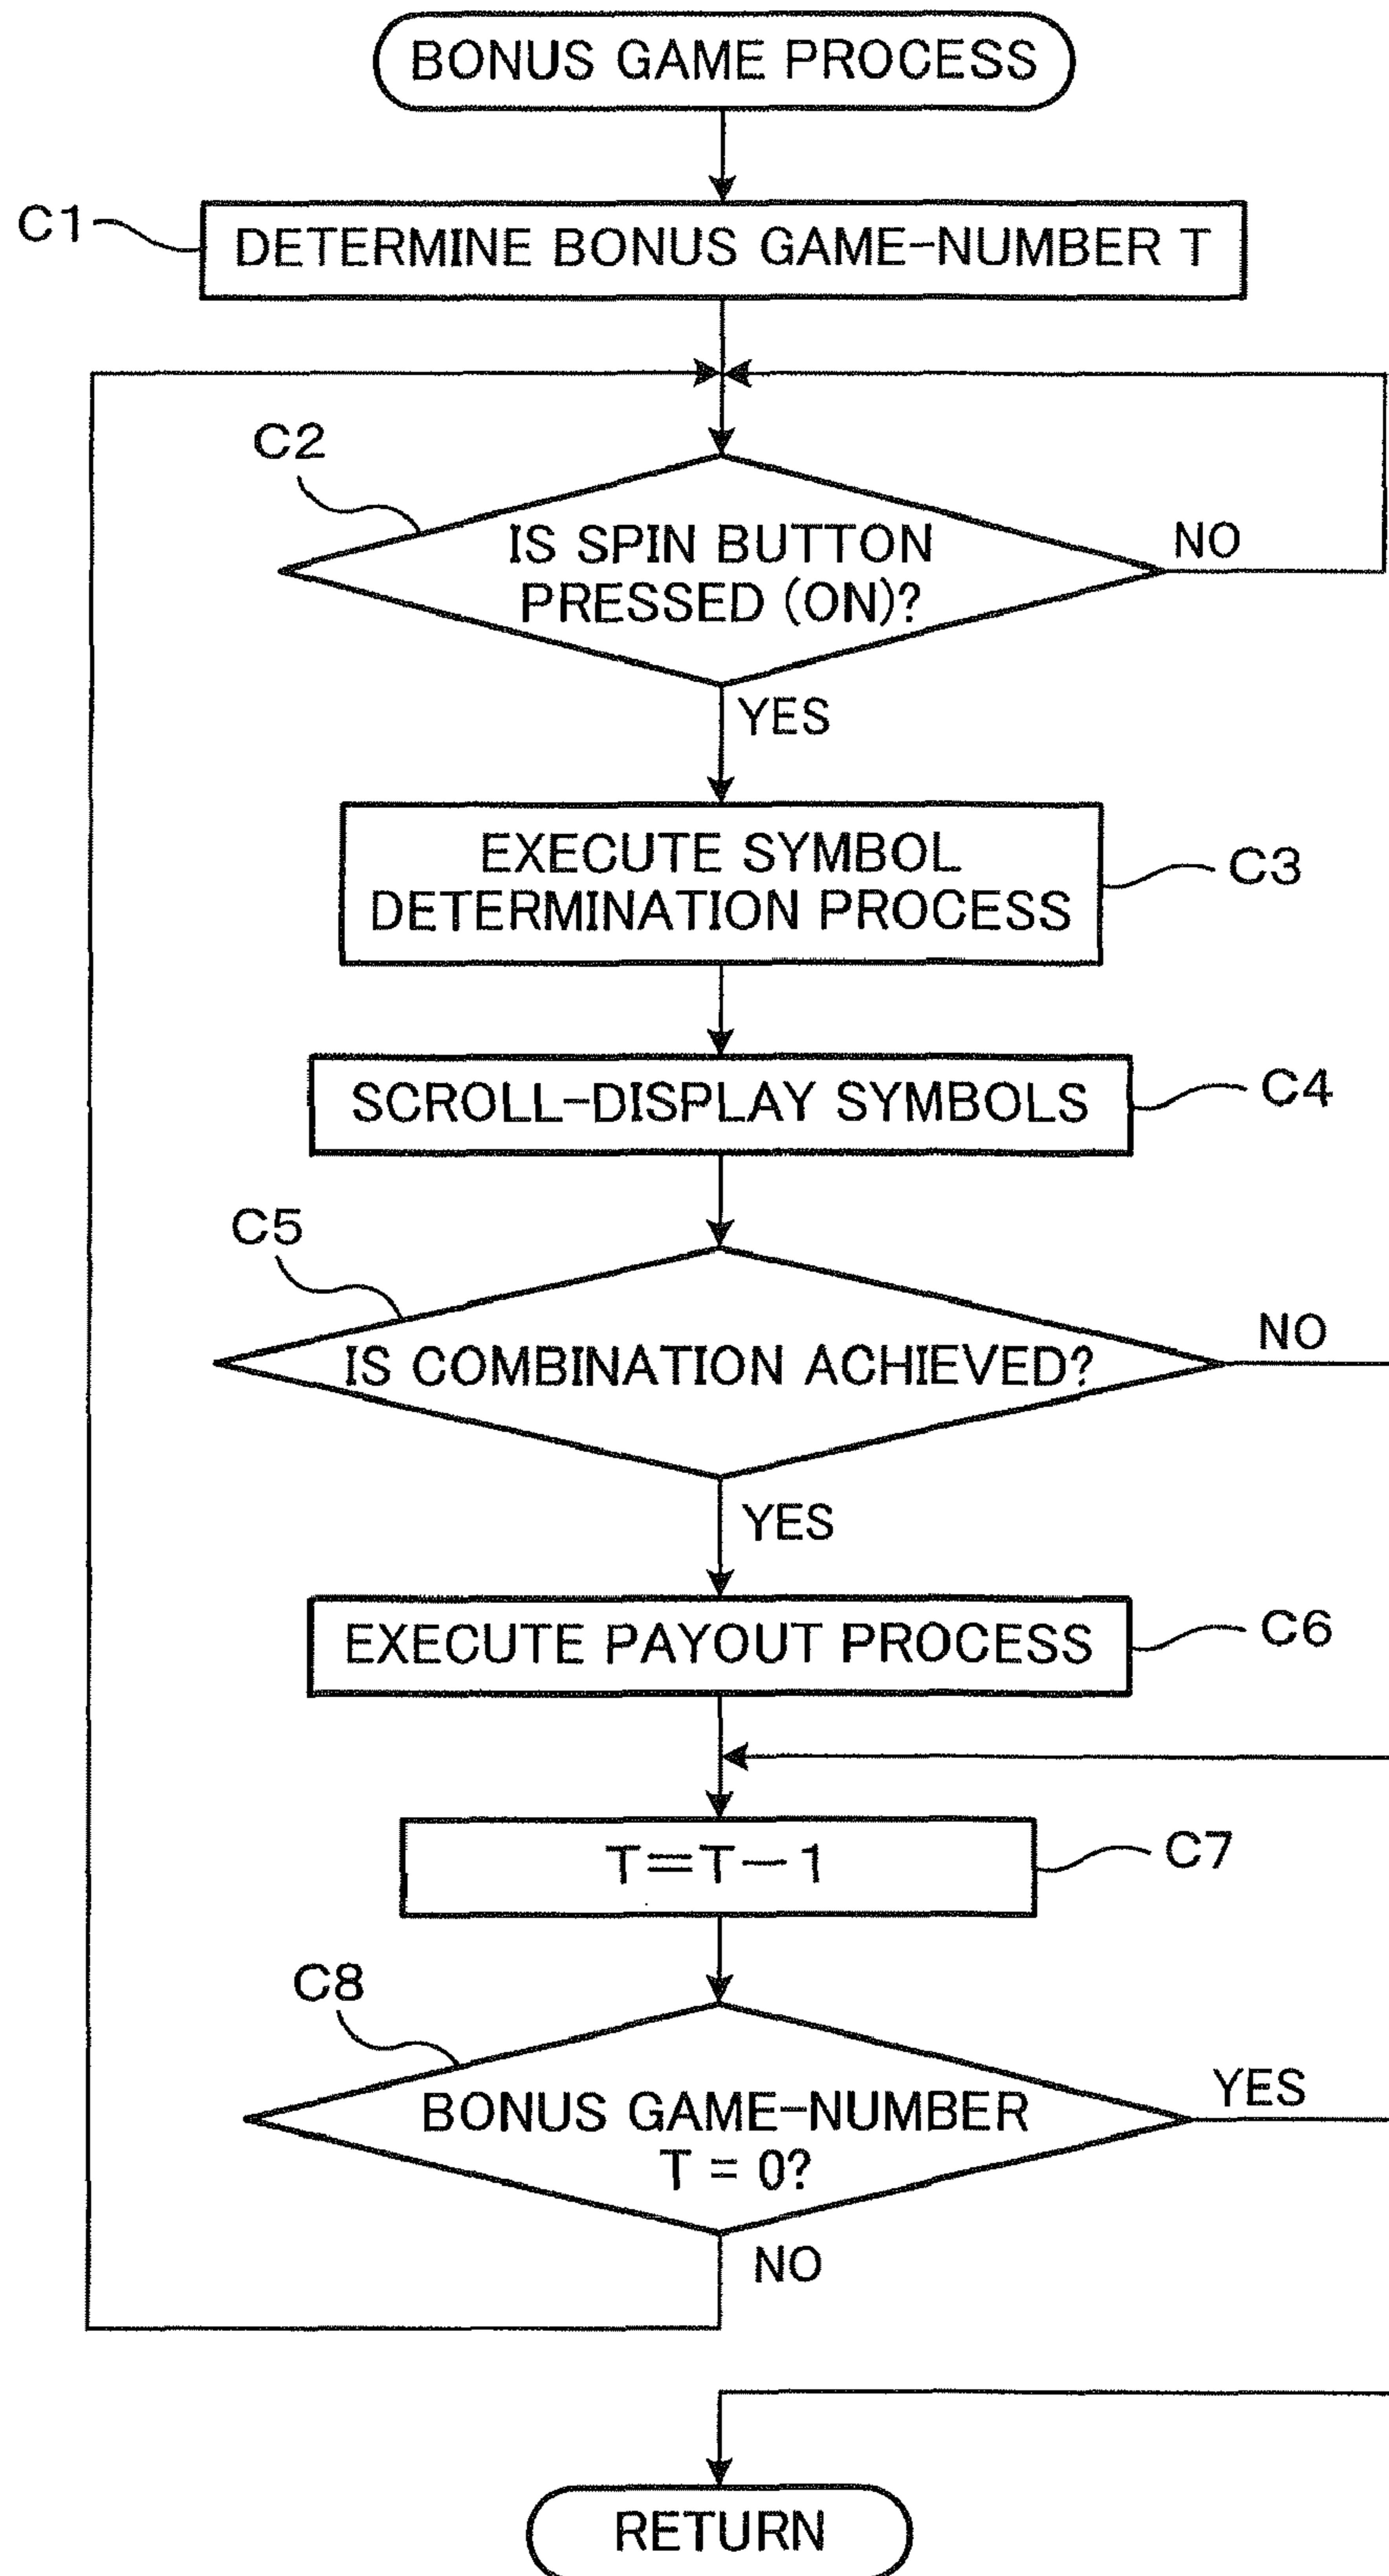 BONUS GAME PROCESS
C1
DETERMINE BONUS GAME-NUMBER T
C2
IS SPIN BUTTON
PRESSED (ON)?
NO
YES
EXECUTE SYMBOL
DETERMINATION PROCESS
C3
SCROLL-DISPLAY SYMBOLS
C4
C5
IS COMBINATION ACHIEVED?
NO
YES
EXECUTE PAYOUT PROCESS
C6
T=T-1
C7
C8
BONUS GAME-NUMBER
T = 0?
YES
NO
RETURN